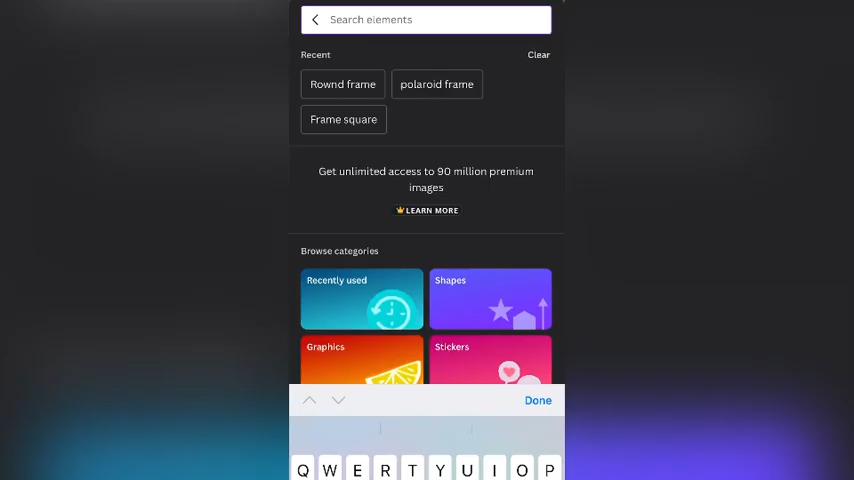 Search elements
Recent
Clear
Rownd frame
polaroid frame
Frame square
Get unlimited access to 90 million premium
images
LEARN MORE
Browse categories
Recently used
Shapes
Graphics
Stickers
Done
Q W E R T Y U I O P